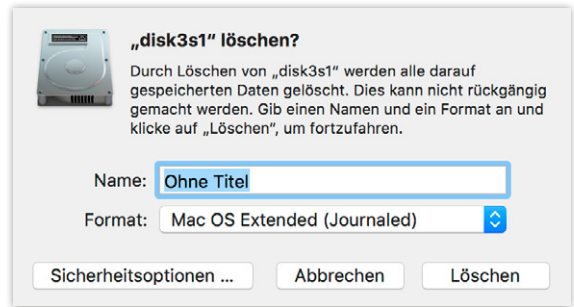 „disk3s1“ löschen?
Durch Löschen von „disk3s1“ werden alle darauf
gespeicherten Daten gelöscht. Dies kann nicht rückgängig
gemacht werden. Gib einen Namen und ein Format an und
klicke auf „Löschen“, um fortzufahren.
Name: Ohne Titel
Format: Mac OS Extended (Journaled)
Sicherheitsoptionen ... Abbrechen Löschen